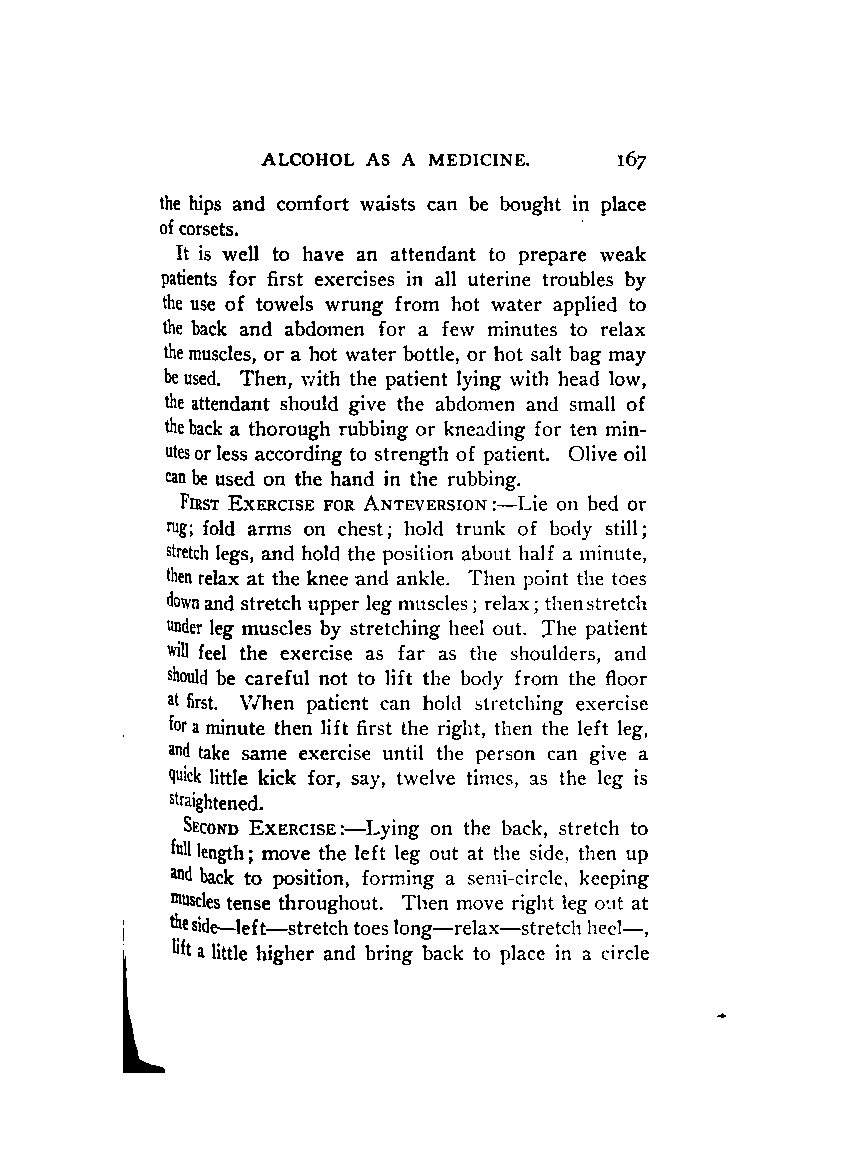 ALCOHOL AS A MEDICINE. 167
the hips and comfort waists can be bought in place
of corsets.
It is well to have an attendant to prepare weak
patients for first exercises in all uterine troubles by
the use of towels wrung from hot water applied to
the back and abdomen for a few minutes to relax
the muscles, or a hot water bottle, or hot salt bag may
be used. Then, with the patient lying with head low,
the attendant should give the abdomen and small of
the back a thorough rubbing or kneading for ten min-
utes or less according to strength of patient. Olive oil
can be used on the hand in the rubbing.
FIRST EXERCISE FOR ANTEVERSION:—Lie on bed or
rug; fold arms on chest; hold trunk of body still;
stretch legs, and hold the position about half a minute,
then relax at the knee and ankle. Then point the toes
down and stretch upper leg muscles; relax; then stretch
under leg muscles by stretching heel out. The patient
will feel the exercise as far as the shoulders, and
should be careful not to lift the body from the floor
at first. When patient can hold stretching exercise
for a minute then lift first the right, then the left leg,
and take same exercise until the person can give a
quick little kick for, say, twelve times, as the leg is
straightened.
SECOND EXERCISE:—Lying on the back, stretch to
full length; move the left leg out at the side, then up
and back to position, forming a semi-circle, keeping
muscles tense throughout. Then move right leg out at
the side—left—stretch toes long—relax—stretch heel—,
lift a little higher and bring back to place in a circle